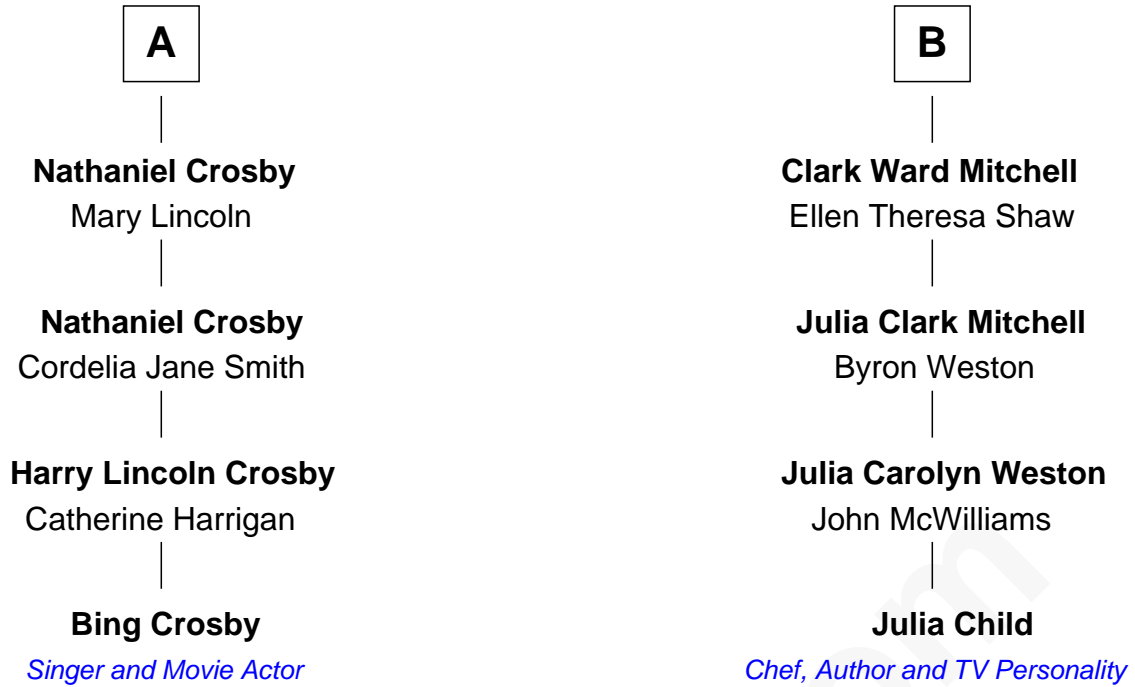 A
Nathaniel Crosby
Mary Lincoln
Nathaniel Crosby
Cordelia Jane Smith
Harry Lincoln Crosby
Catherine Harrigan
Bing Crosby
Singer and Movie Actor
B
Clark Ward Mitchell
Ellen Theresa Shaw
Julia Clark Mitchell
Byron Weston
Julia Carolyn Weston
John McWilliams
Julia Child
Chef, Author and TV Personality